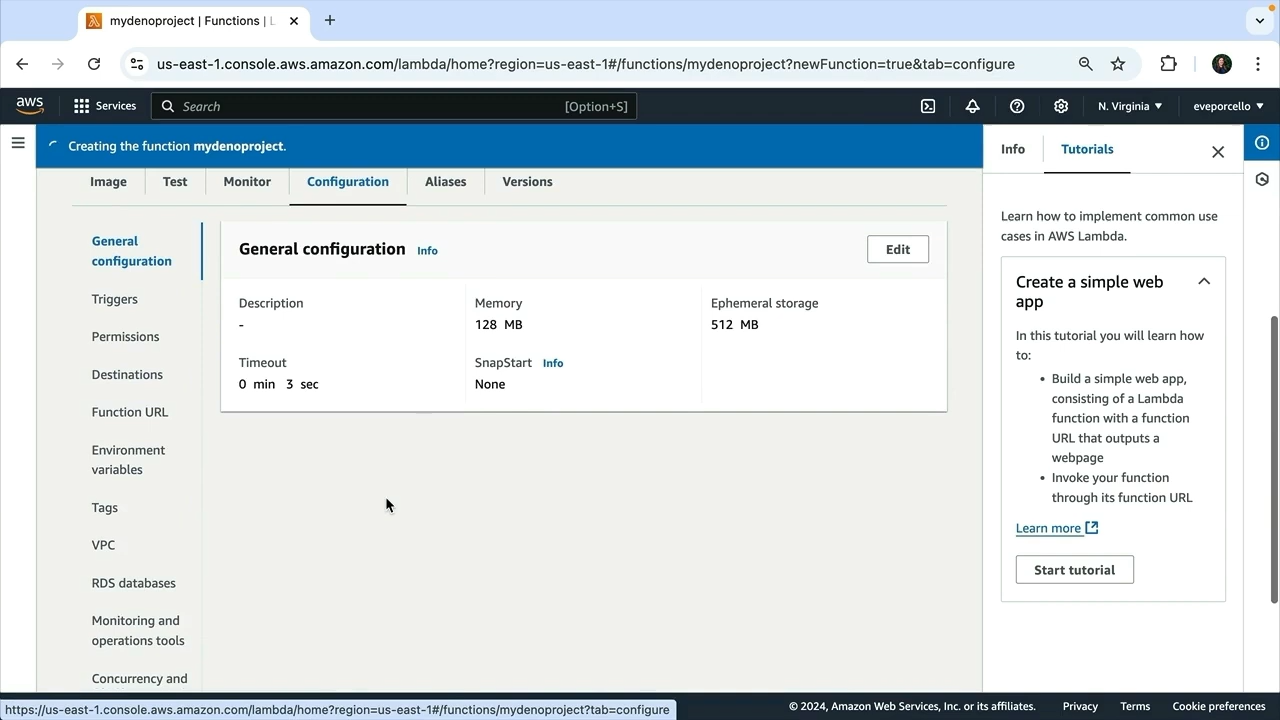 mydenoproject | Functions | L
us-east-1.console.aws.amazon.com/lambda/home?region=us-east-1#/functions/mydenoproject?newFunction=true&tab=configure
aws
Services
Search
[Option+S]
N. Virginia
eveporcello
Creating the function mydenoproject.
Image
Test
Monitor
Configuration
Aliases
Versions
General
configuration
Triggers
Permissions
Destinations
Function URL
Environment
variables
Tags
VPC
RDS databases
Monitoring and
operations tools
Concurrency and
General configuration Info
Edit
Description
-
Memory
128 MB
Ephemeral storage
512 MB
Timeout
0 min 3 sec
SnapStart Info
None
Info
Tutorials
Learn how to implement common use
cases in AWS Lambda.
Create a simple web
app
In this tutorial you will learn how
to:
• Build a simple web app,
consisting of a Lambda
function with a function
URL that outputs a
webpage
• Invoke your function
through its function URL
Learn more
Start tutorial
https://us-east-1.console.aws.amazon.com/lambda/home?region=us-east-1#/functions/mydenoproject?tab=configure
© 2024, Amazon Web Services, Inc. or its affiliates.
Privacy
Terms
Cookie preferences